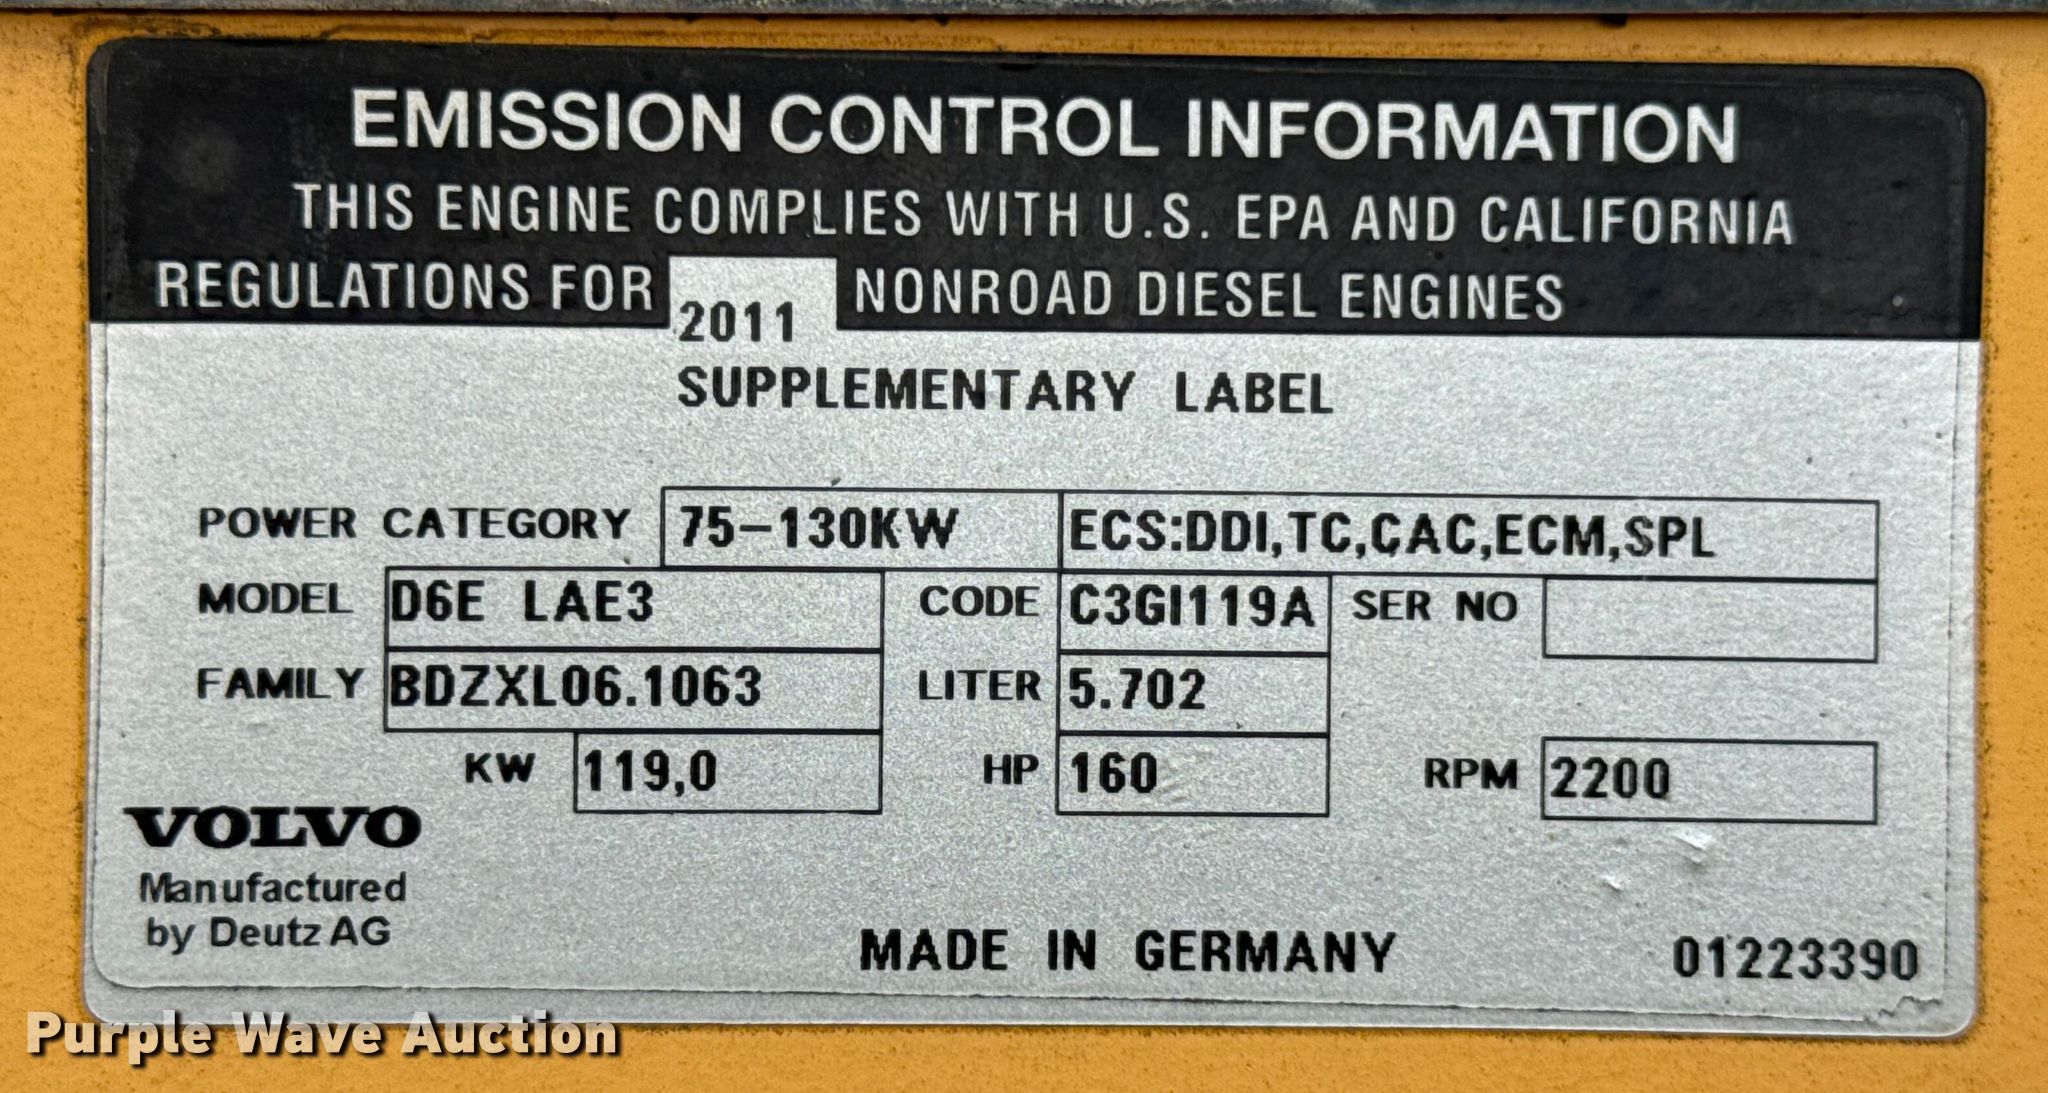 EMISSION CONTROL INFORMATION
THIS ENGINE COMPLIES WITH U.S. EPA AND CALIFORNIA
REGULATIONS FOR 2011 NONROAD DIESEL ENGINES
SUPPLEMENTARY LABEL
POWER CATEGORY 75-130KW ECS:DDI,TC,CAC,ECM,SPL
MODEL D6E LAE3 CODE C3GI119A SER NO
FAMILY BDZXL06.1063 LITER 5.702
KW 119,0 HP 160 RPM 2200
VOLVO
Manufactured
by Deutz AG
MADE IN GERMANY 01223390
Purple Wave Auction